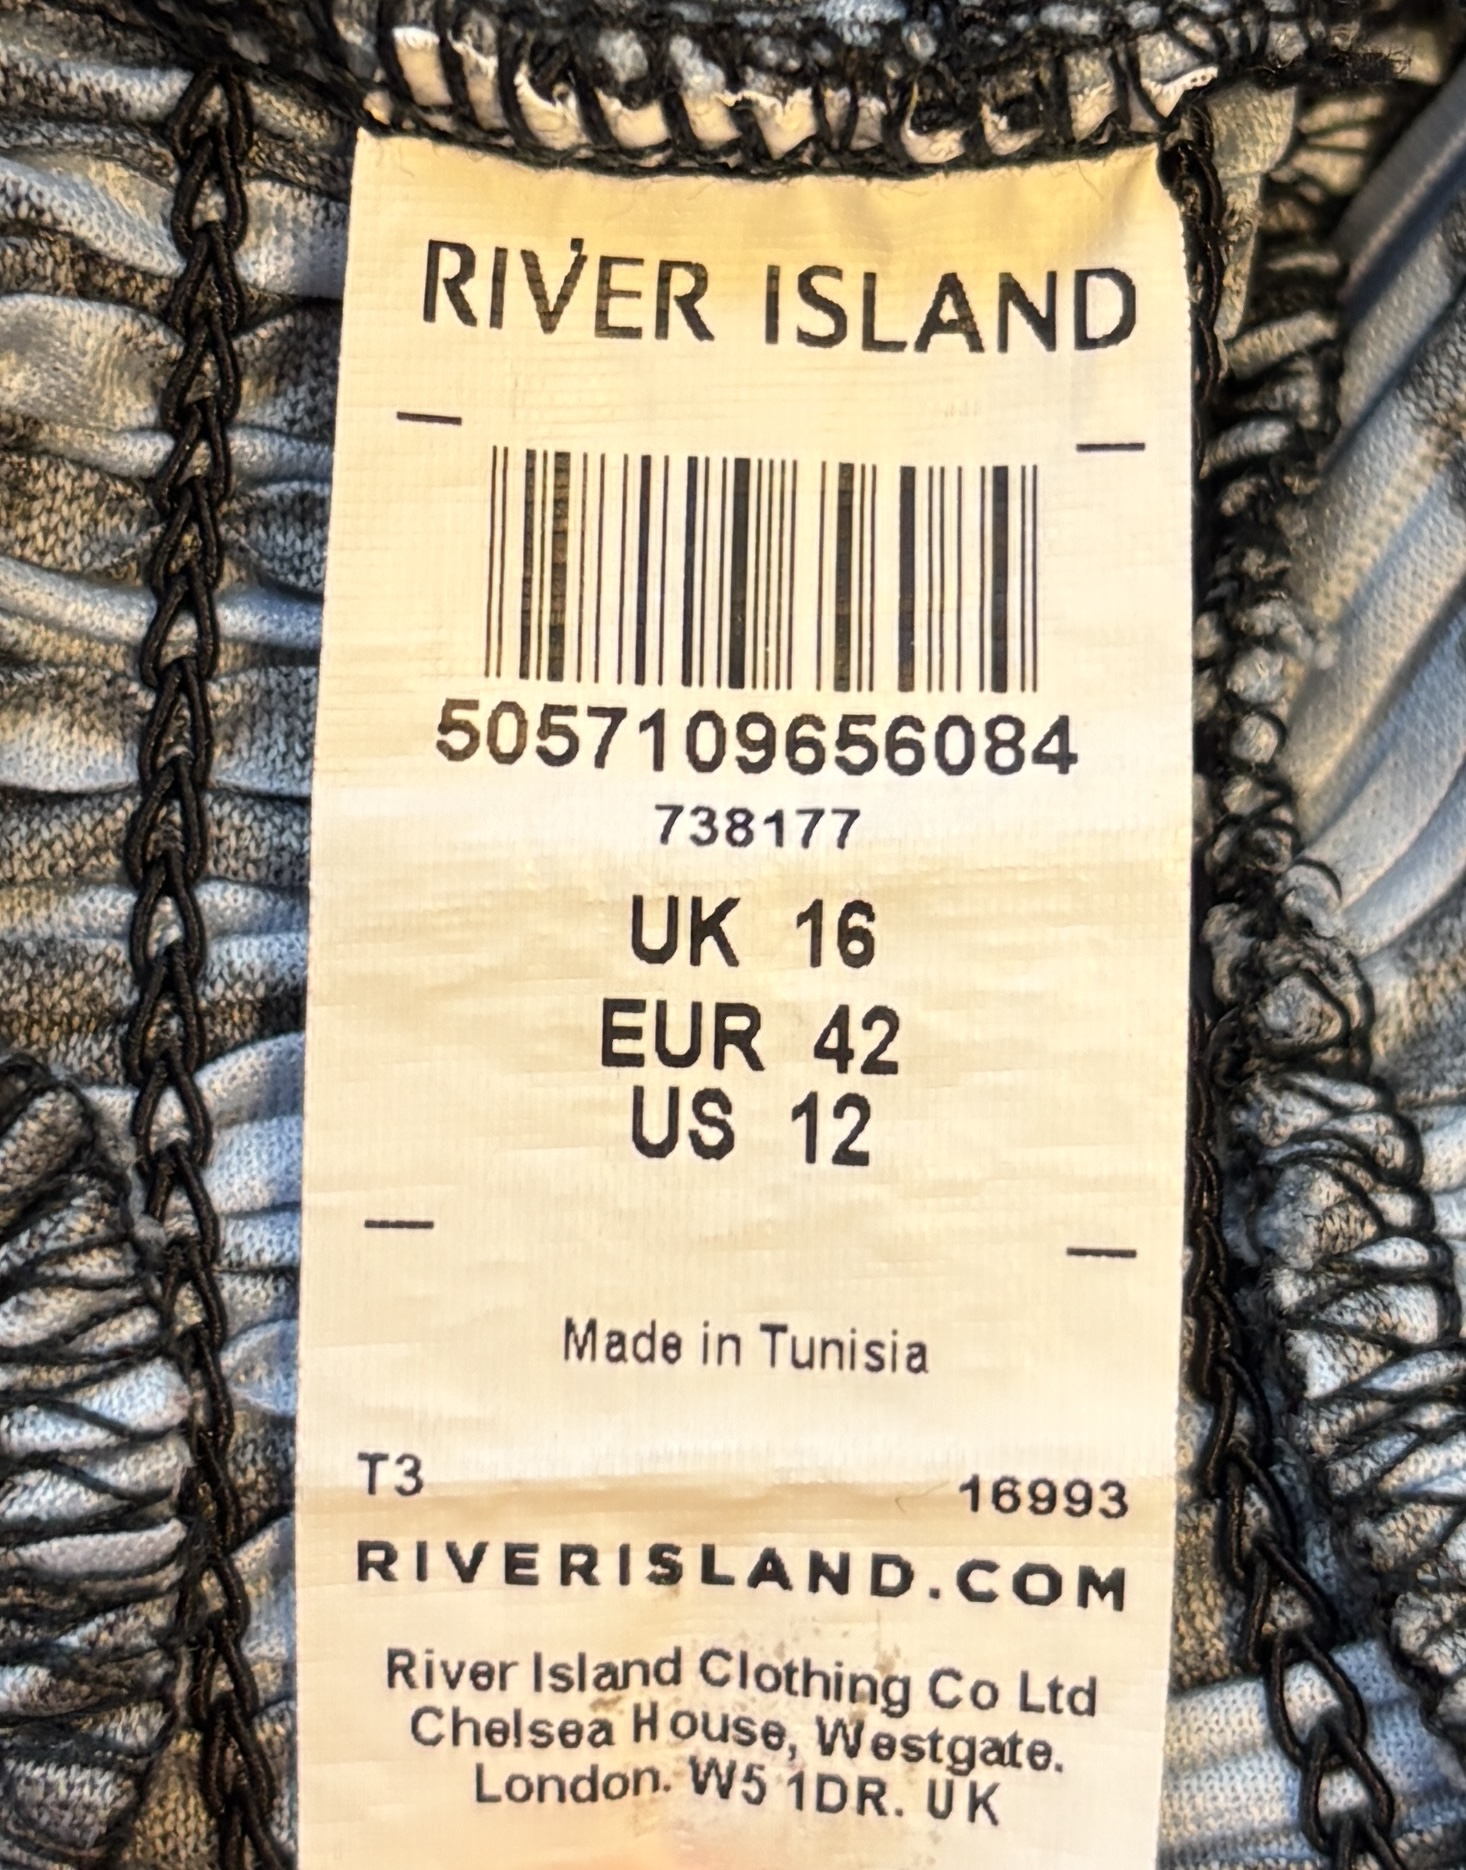 RIVER ISLAND
5057109656084
738177
UK 16
EUR 42
US 12
Made in Tunisia
T3 16993
RIVERISLAND.COM
River Island Clothing Co Ltd
Chelsea House, Westgate.
London. W5 1DR. UK